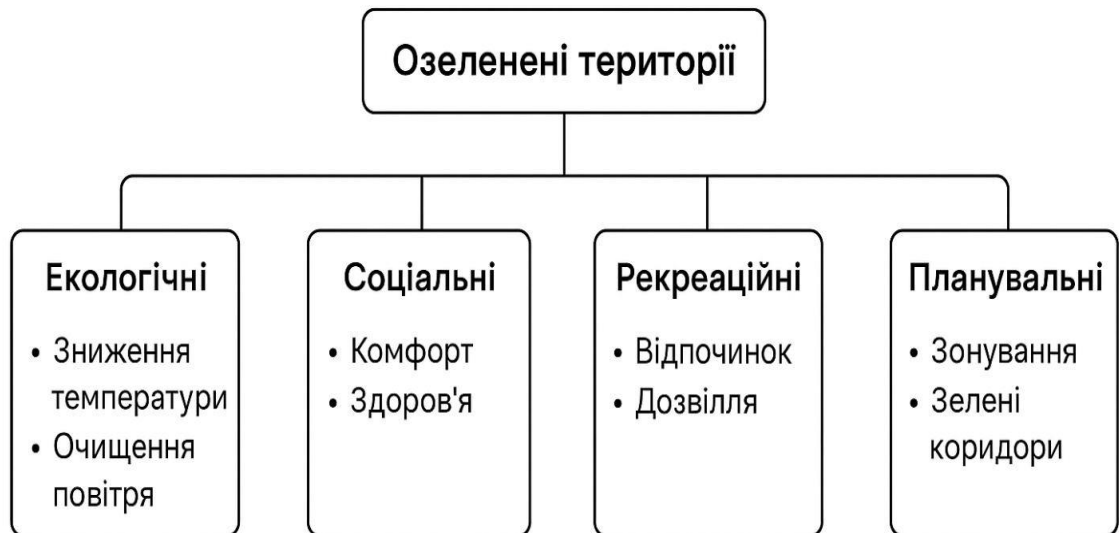 Озеленені території
Екологічні
• Зниження
температури
• Очищення
повітря
Соціальні
• Комфорт
• Здоров'я
Рекреаційні
• Відпочинок
• Дозвілля
Планувальні
• Зонування
• Зелені
коридори